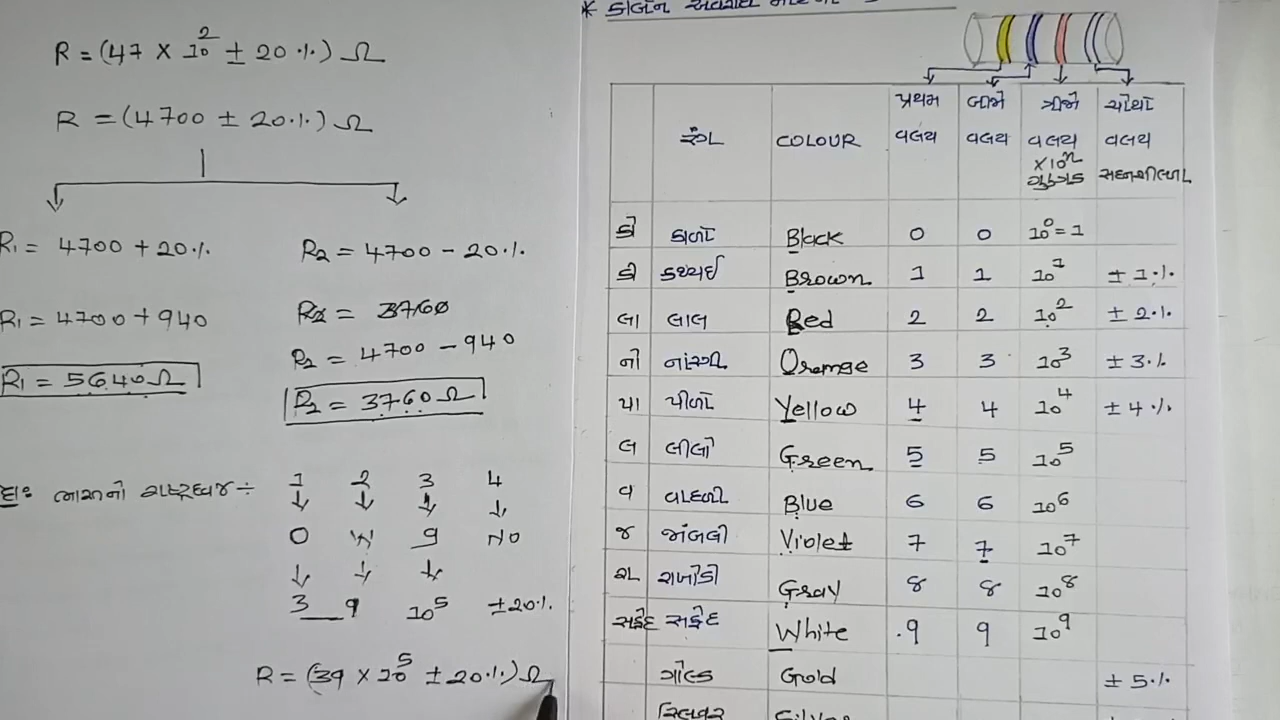 R = (47 × 10² ± 20%) Ω
R = (4700 ± 20%) Ω
R₁ = 4700 + 20%
R₂ = 4700 − 20%
R₁ = 4700 + 940
R₂ = 3760
R₂ = 4700 − 940
R₁ = 5640 Ω
R₂ = 3760 Ω
1 2 3 4
↓ ↓ ↓ ↓
O W G NO
↓ ↓ ↓
3 9 10⁵ ±20%
R = (39 × 10⁵ ± 20%) Ω
* કાર્બન
રંગ COLOUR પ્રથમ વલય બીજો વલય ત્રીજો વલય ×10ⁿ ચોથો વલય
કો કાળો Black 0 0 10⁰ = 1
કો કથ્થઈ Brown 1 1 10¹ ± 1%
લા લાલ Red 2 2 10² ± 2%
નો નારંગી Orange 3 3 10³ ± 3%
પા પીળો Yellow 4 4 10⁴ ± 4%
લ લીલો Green 5 5 10⁵
વ વાદળી Blue 6 6 10⁶
જ જાંબલી Violet 7 7 10⁷
રા રાખોડી Gray 8 8 10⁸
સફેદ સફેદ White 9 9 10⁹
ગોલ્ડ Gold ± 5%
સિલ્વર Silver